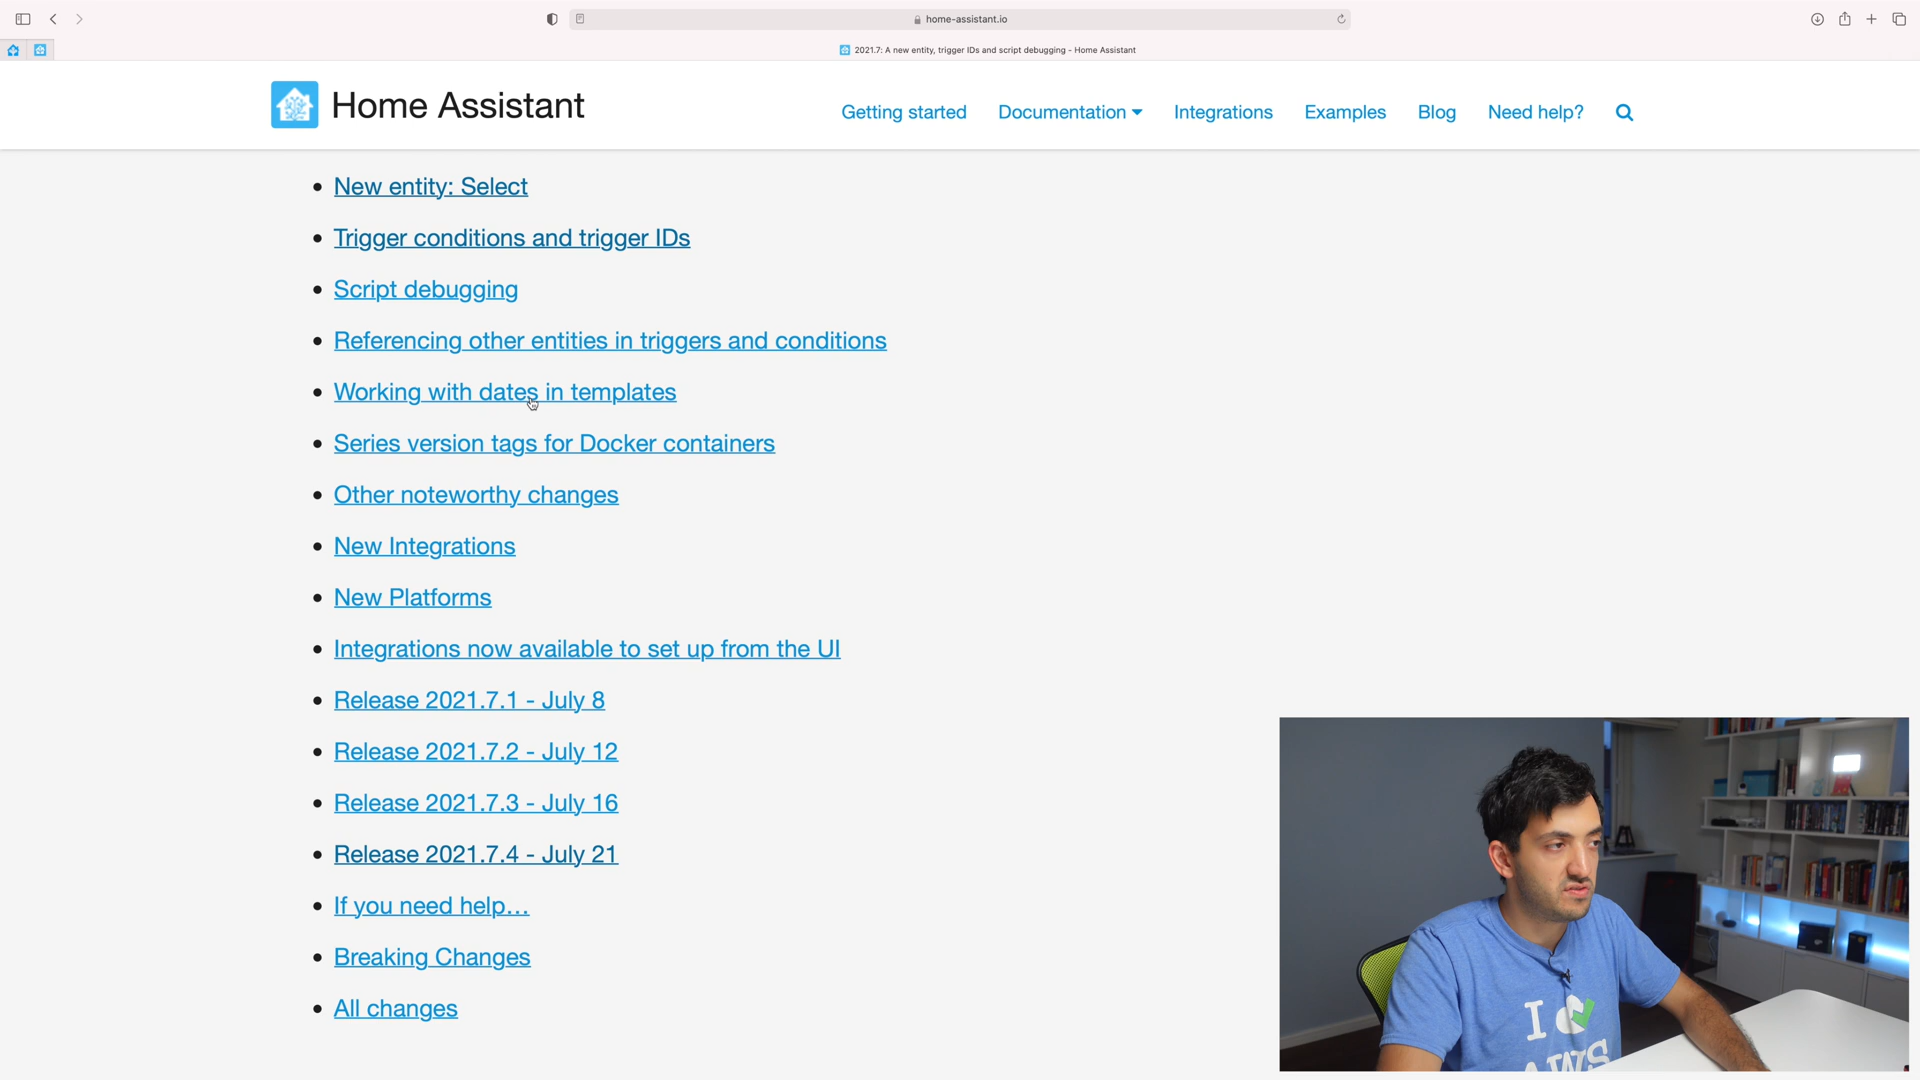 home-assistant.io
2021.7: A new entity, trigger IDs and script debugging - Home Assistant
Home Assistant
Getting started
Documentation
Integrations
Examples
Blog
Need help?
New entity: Select
Trigger conditions and trigger IDs
Script debugging
Referencing other entities in triggers and conditions
Working with dates in templates
Series version tags for Docker containers
Other noteworthy changes
New Integrations
New Platforms
Integrations now available to set up from the UI
Release 2021.7.1 - July 8
Release 2021.7.2 - July 12
Release 2021.7.3 - July 16
Release 2021.7.4 - July 21
If you need help…
Breaking Changes
All changes
I
AWS